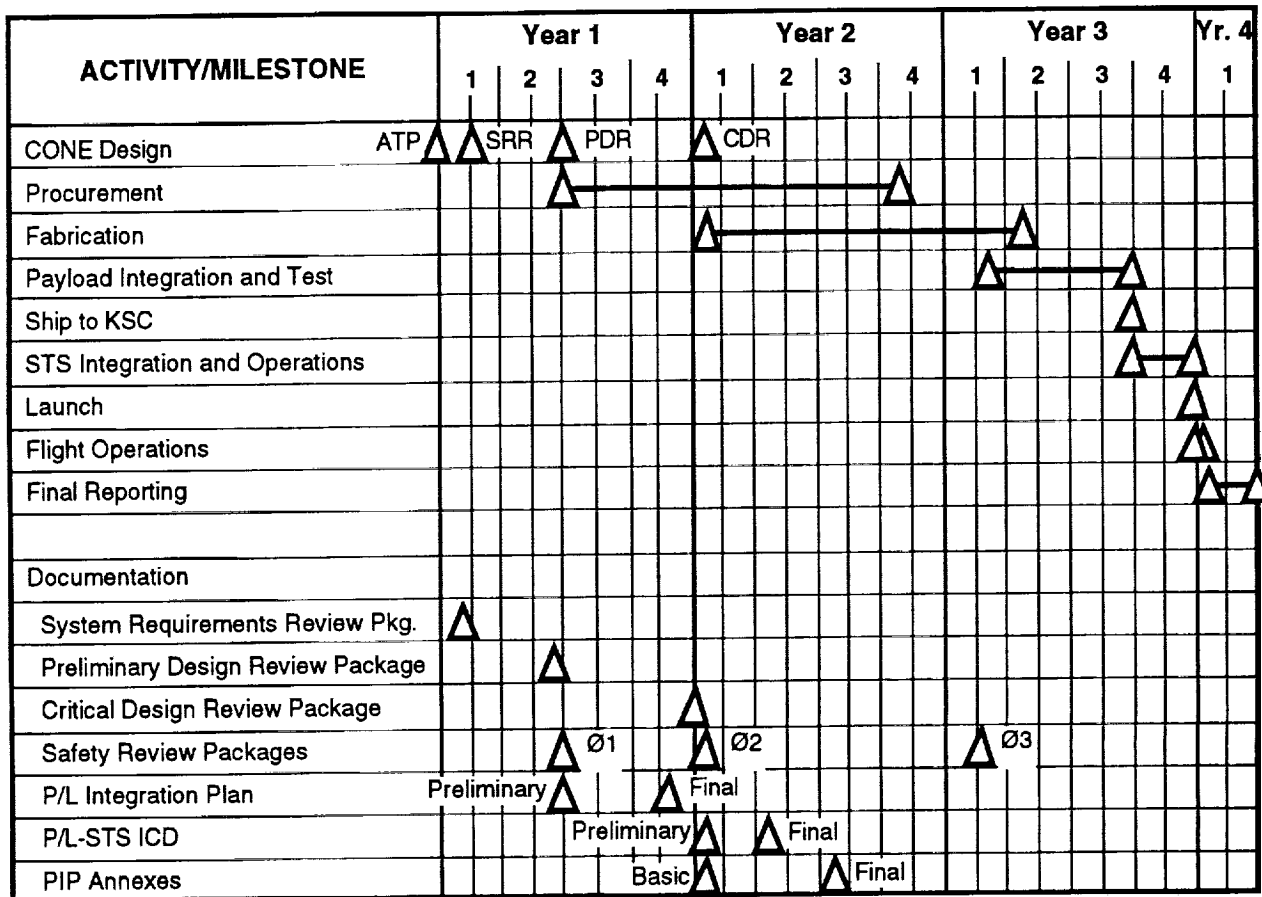 Year 1 Year 2 Year 3 Yr. 4
ACTIVITY/MILESTONE
1 2 3 4 1 2 3 4 1 2 3 4 1
CONE Design ATP SRR PDR CDR
Procurement
Fabrication
Payload Integration and Test
Ship to KSC
STS Integration and Operations
Launch
Flight Operations
Final Reporting
Documentation
System Requirements Review Pkg.
Preliminary Design Review Package
Critical Design Review Package
Safety Review Packages Ø1 Ø2 Ø3
P/L Integration Plan Preliminary Final
P/L-STS ICD Preliminary Final
PIP Annexes Basic Final